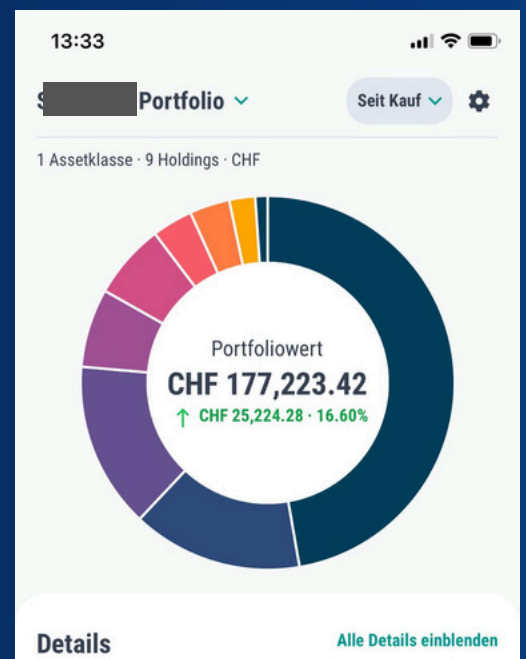 13:33
Portfolio
Seit Kauf
1 Assetklasse · 9 Holdings · CHF
Portfoliowert
CHF 177,223.42
↑ CHF 25,224.28 · 16.60%
Details
Alle Details einblenden